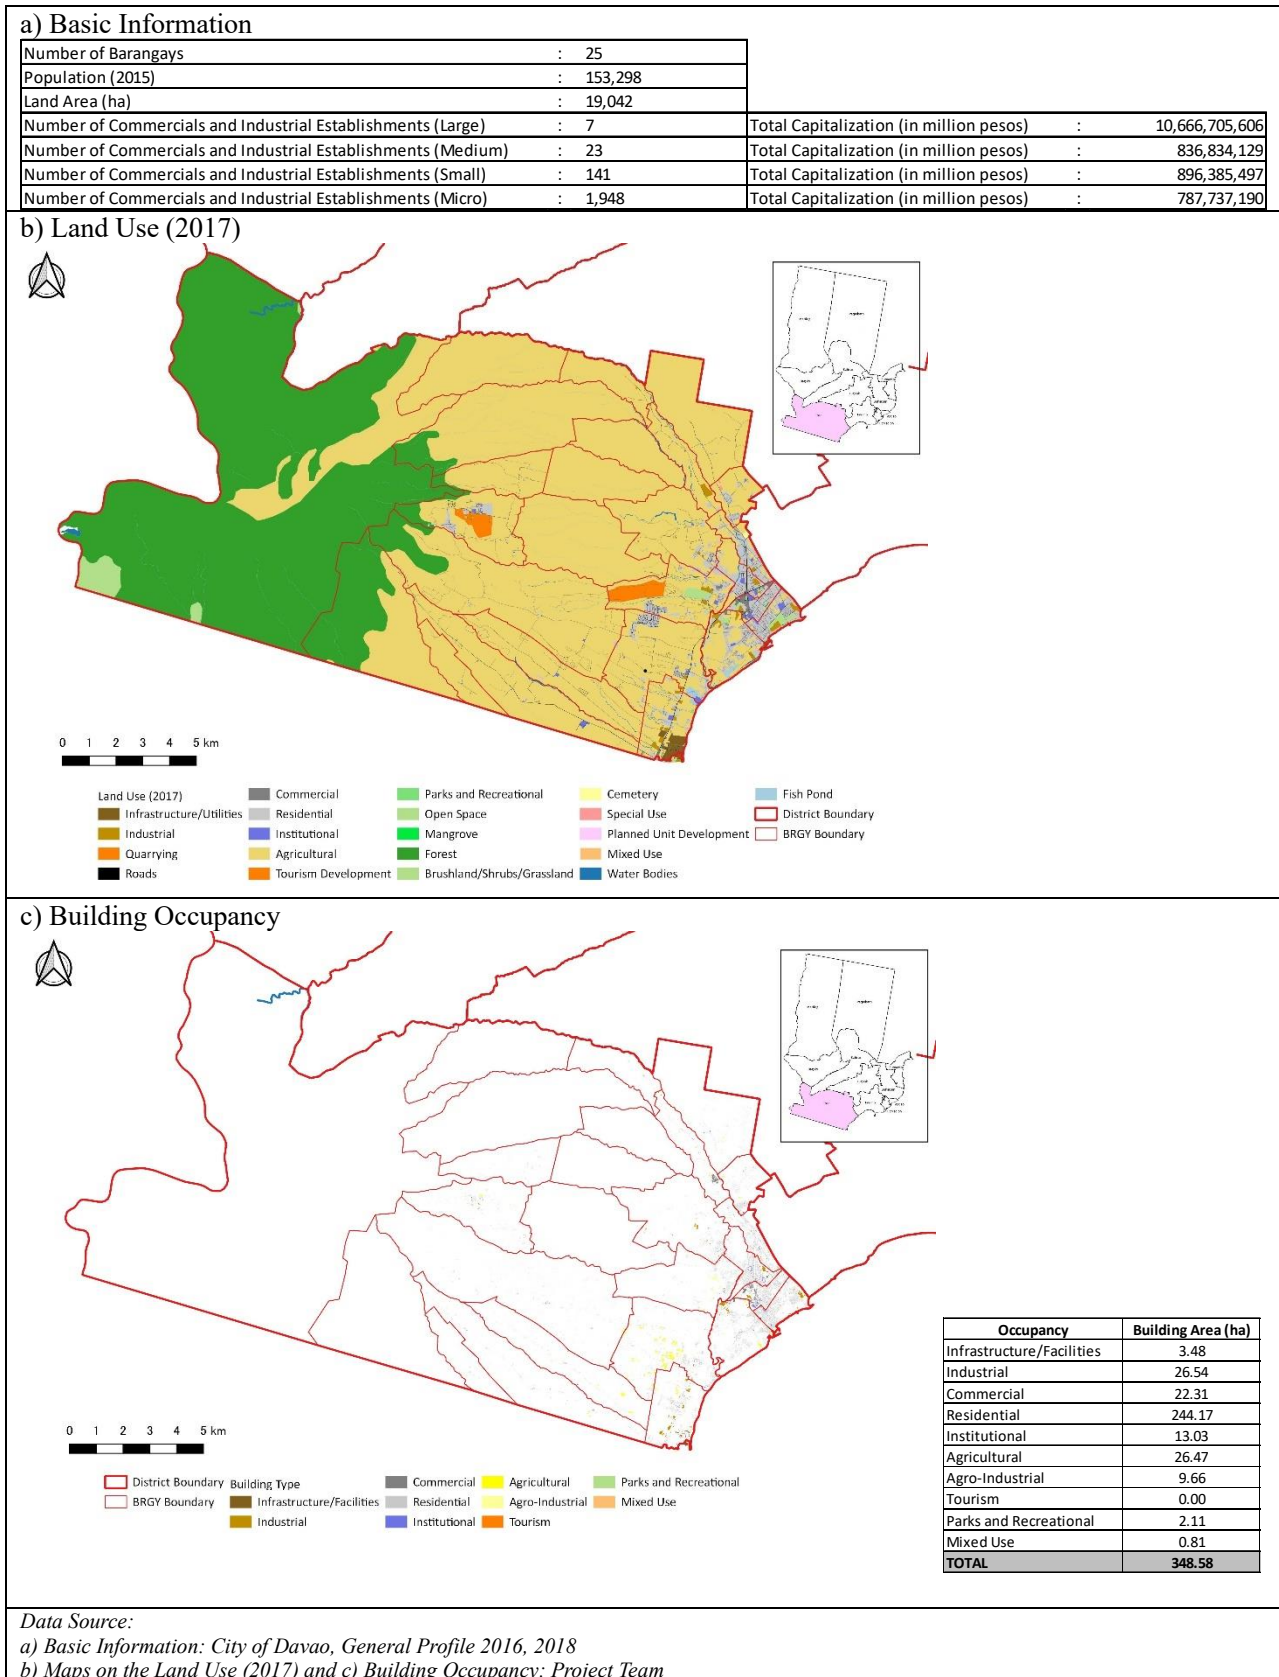 a) Basic Information
Number of Barangays : 25
Population (2015) : 153,298
Land Area (ha) : 19,042
Number of Commercials and Industrial Establishments (Large) : 7 Total Capitalization (in million pesos) : 10,666,705,606
Number of Commercials and Industrial Establishments (Medium) : 23 Total Capitalization (in million pesos) : 836,834,129
Number of Commercials and Industrial Establishments (Small) : 141 Total Capitalization (in million pesos) : 896,385,497
Number of Commercials and Industrial Establishments (Micro) : 1,948 Total Capitalization (in million pesos) : 787,737,190
b) Land Use (2017)
0 1 2 3 4 5 km
Land Use (2017) Commercial Parks and Recreational Cemetery Fish Pond
Infrastructure/Utilities Residential Open Space Special Use District Boundary
Industrial Institutional Mangrove Planned Unit Development BRGY Boundary
Quarrying Agricultural Forest Mixed Use
Roads Tourism Development Brushland/Shrubs/Grassland Water Bodies
c) Building Occupancy
Occupancy Building Area (ha)
Infrastructure/Facilities 3.48
Industrial 26.54
Commercial 22.31
Residential 244.17
Institutional 13.03
Agricultural 26.47
Agro-Industrial 9.66
Tourism 0.00
Parks and Recreational 2.11
Mixed Use 0.81
TOTAL 348.58
0 1 2 3 4 5 km
District Boundary Building Type Commercial Agricultural Parks and Recreational
BRGY Boundary Infrastructure/Facilities Residential Agro-Industrial Mixed Use
Industrial Institutional Tourism
Data Source:
a) Basic Information: City of Davao, General Profile 2016, 2018
b) Maps on the Land Use (2017) and c) Building Occupancy: Project Team